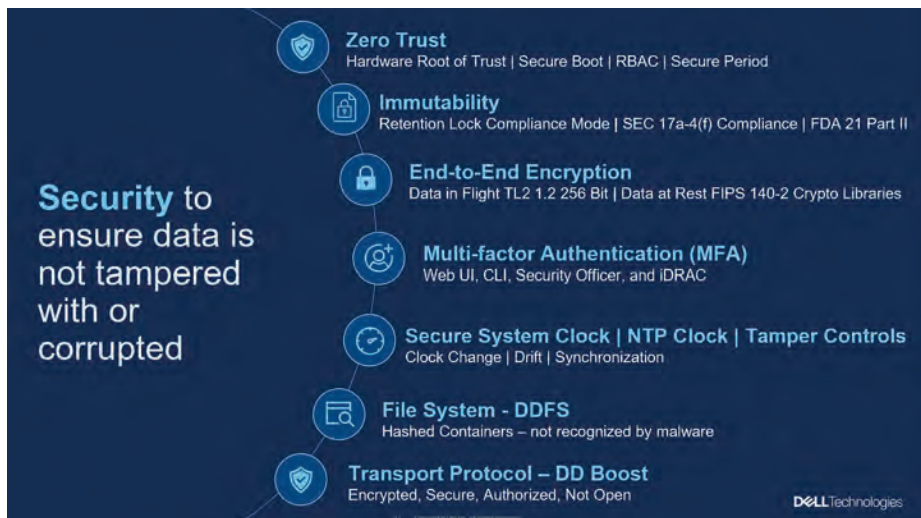 Security to
ensure data is
not tampered
with or
corrupted
Zero Trust
Hardware Root of Trust | Secure Boot | RBAC | Secure Period
Immutability
Retention Lock Compliance Mode | SEC 17a-4(f) Compliance | FDA 21 Part II
End-to-End Encryption
Data in Flight TL2 1.2 256 Bit | Data at Rest FIPS 140-2 Crypto Libraries
Multi-factor Authentication (MFA)
Web UI, CLI, Security Officer, and iDRAC
Secure System Clock | NTP Clock | Tamper Controls
Clock Change | Drift | Synchronization
File System - DDFS
Hashed Containers – not recognized by malware
Transport Protocol – DD Boost
Encrypted, Secure, Authorized, Not Open
DELLTechnologies